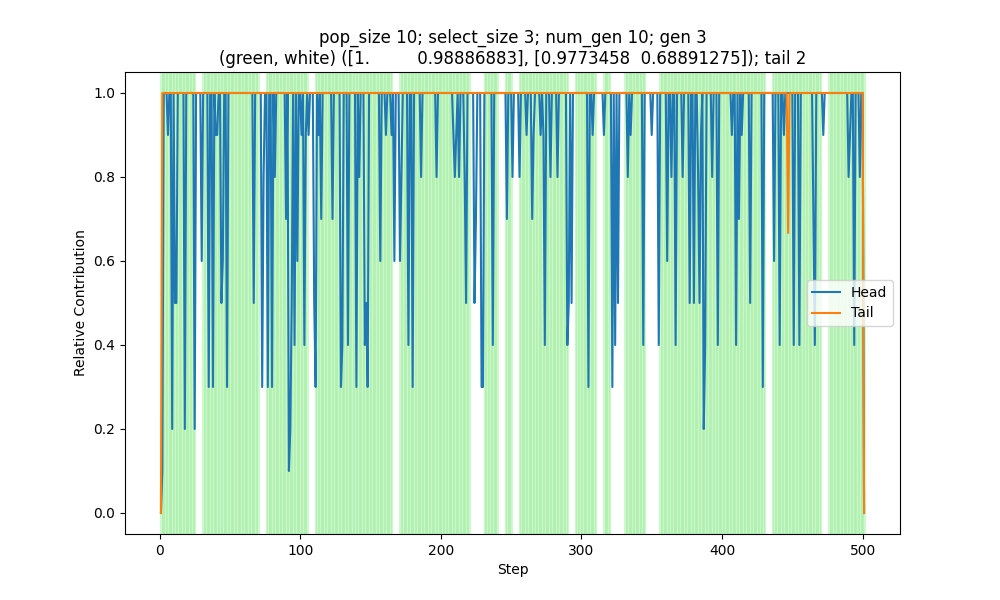 pop_size 10; select_size 3; num_gen 10; gen 3
(green, white) ([1.         0.98886883], [0.9773458  0.68891275]); tail 2
Relative Contribution
1.0
0.8
0.6
0.4
0.2
0.0
Head
Tail
0 100 200 300 400 500
Step